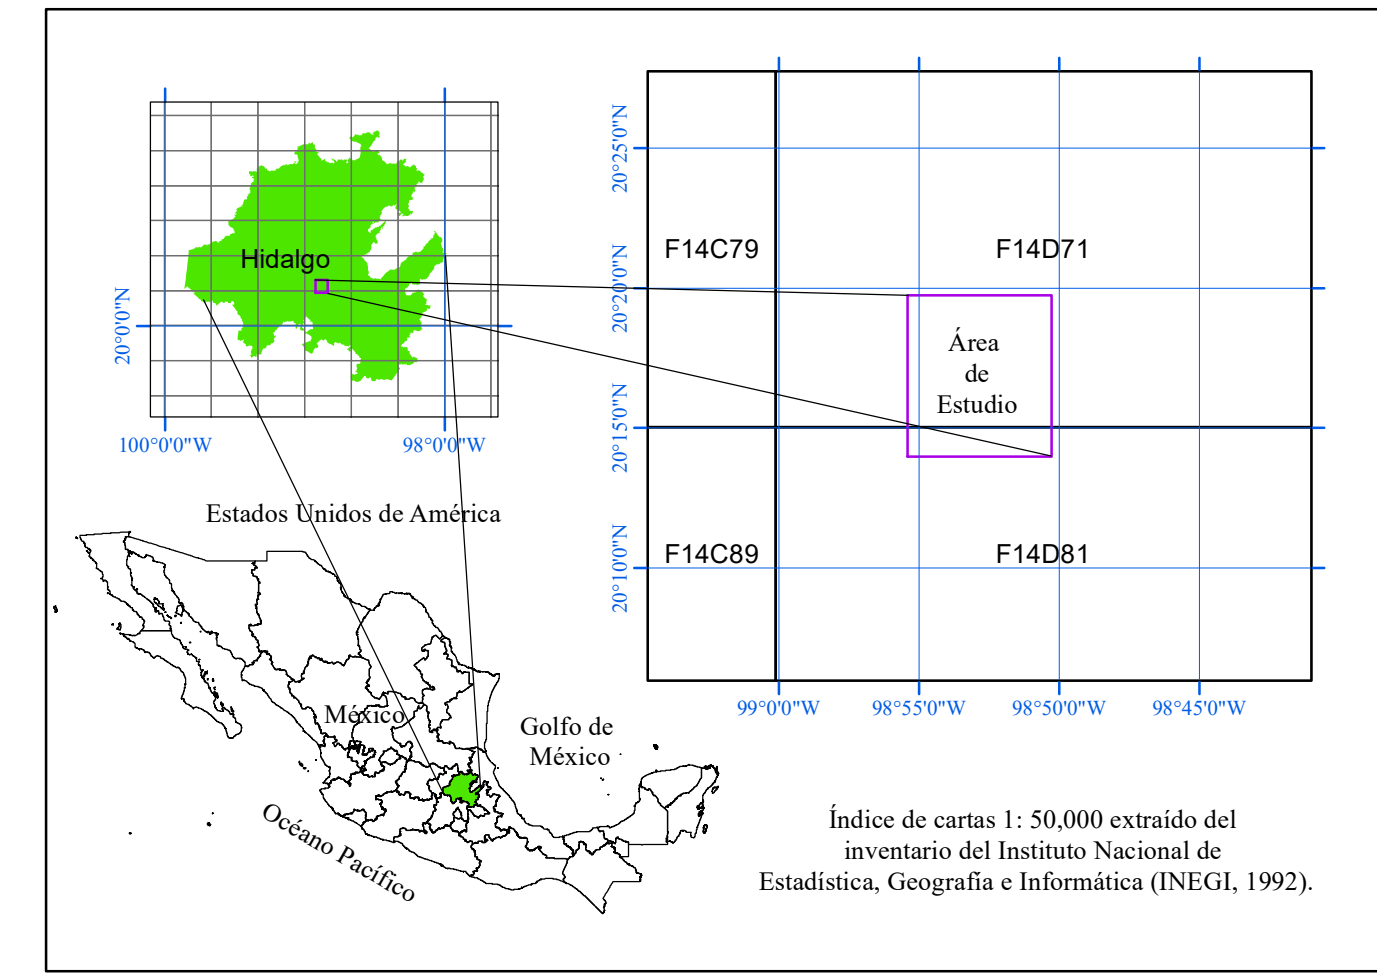 Hidalgo
20°0'0"N
100°0'0"W
98°0'0"W
20°25'0"N
20°20'0"N
20°15'0"N
20°10'0"N
F14C79
F14D71
Área
de
Estudio
F14C89
F14D81
99°0'0"W
98°55'0"W
98°50'0"W
98°45'0"W
Estados Unidos de América
México
Golfo de
México
Océano Pacífico
Índice de cartas 1: 50,000 extraído del
inventario del Instituto Nacional de
Estadística, Geografía e Informática (INEGI, 1992).